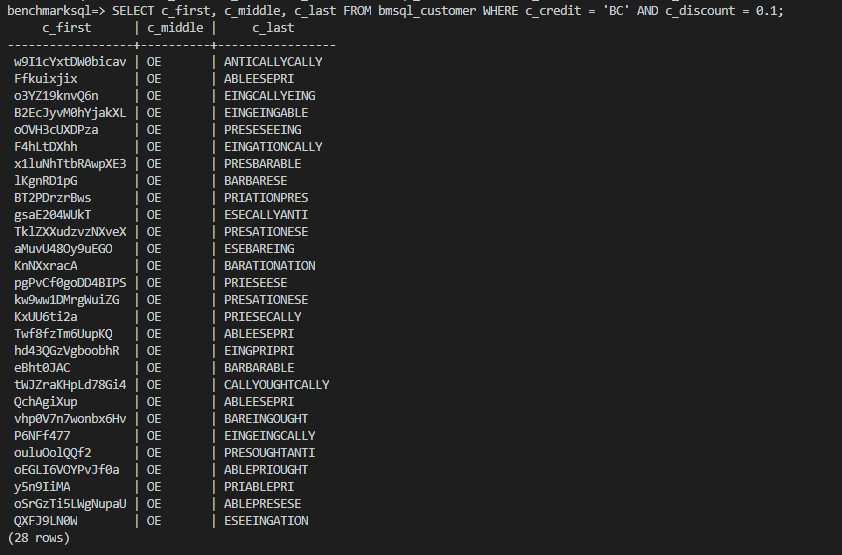 benchmarksql=> SELECT c_first, c_middle, c_last FROM bmsql_customer WHERE c_credit = 'BC' AND c_discount = 0.1;
     c_first      | c_middle |     c_last
------------------+----------+-----------------
 w9I1cYxtDW0bicav | OE       | ANTICALLYCALLY
 Ffkuixjix        | OE       | ABLEESEPRI
 o3YZ19knvQ6n     | OE       | EINGCALLYEING
 B2EcJyvM0hYjakXL | OE       | EINGEINGABLE
 oOVH3cUXDPza     | OE       | PRESESEEING
 F4hLtDXhh        | OE       | EINGATIONCALLY
 x1luNhTtbRAwpXE3 | OE       | PRESBARABLE
 lKgnRD1pG        | OE       | BARBARESE
 BT2PDrzrBws      | OE       | PRIATIONPRES
 gsaE204WUkT      | OE       | ESECALLYANTI
 TklZXXudzvzNXveX | OE       | PRESATIONESE
 aMuvU48Oy9uEGO   | OE       | ESEBAREING
 KnNXxracA        | OE       | BARATIONATION
 pgPvCf0goDD4BIPS | OE       | PRIESEESE
 kw9ww1DMrgWuiZG  | OE       | PRESATIONESE
 KxUU6ti2a        | OE       | PRIESECALLY
 Twf8fzTm6UupKQ   | OE       | ABLEESEPRI
 hd43QGzVgboobhR  | OE       | EINGPRIPRI
 eBht0JAC         | OE       | BARBARABLE
 tWJZraKHpLd78Gi4 | OE       | CALLYOUGHTCALLY
 QchAgiXup        | OE       | ABLEESEPRI
 vhp0V7n7wonbx6Hv | OE       | BAREINGOUGHT
 P6NFf477         | OE       | EINGEINGCALLY
 ouluOolQQf2      | OE       | PRESOUGHTANTI
 oEGLI6VOYPvJf0a  | OE       | ABLEPRIOUGHT
 y5n9IiMA         | OE       | PRIABLEPRI
 oSrGzTi5LWgNupaU | OE       | ABLEPRESESE
 QXFJ9LN0W        | OE       | ESEEINGATION
(28 rows)